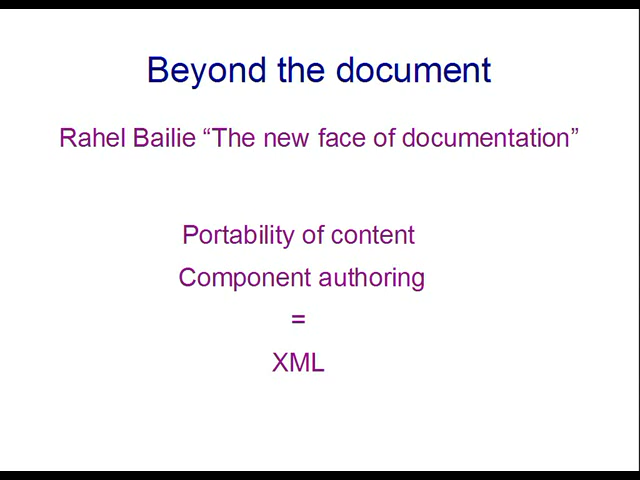 Beyond the document
Rahel Bailie “The new face of documentation”
Portability of content
Component authoring
=
XML